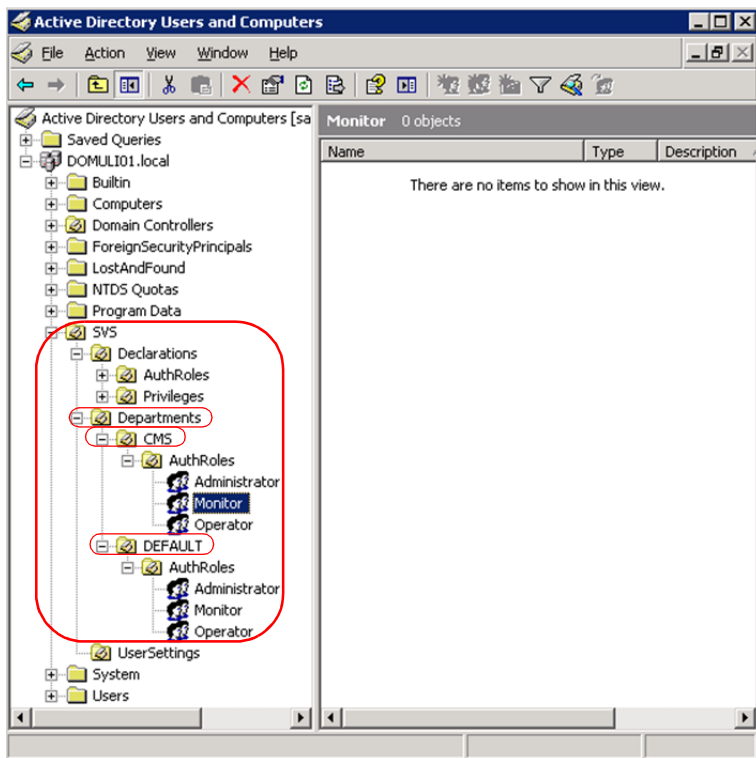 Active Directory Users and Computers
File Action View Window Help
Active Directory Users and Computers [sa
Saved Queries
DOMULI01.local
Builtin
Computers
Domain Controllers
ForeignSecurityPrincipals
LostAndFound
NTDS Quotas
Program Data
SVS
Declarations
AuthRoles
Privileges
Departments
CMS
AuthRoles
Administrator
Monitor
Operator
DEFAULT
AuthRoles
Administrator
Monitor
Operator
UserSettings
System
Users
Monitor 0 objects
Name Type Description
There are no items to show in this view.